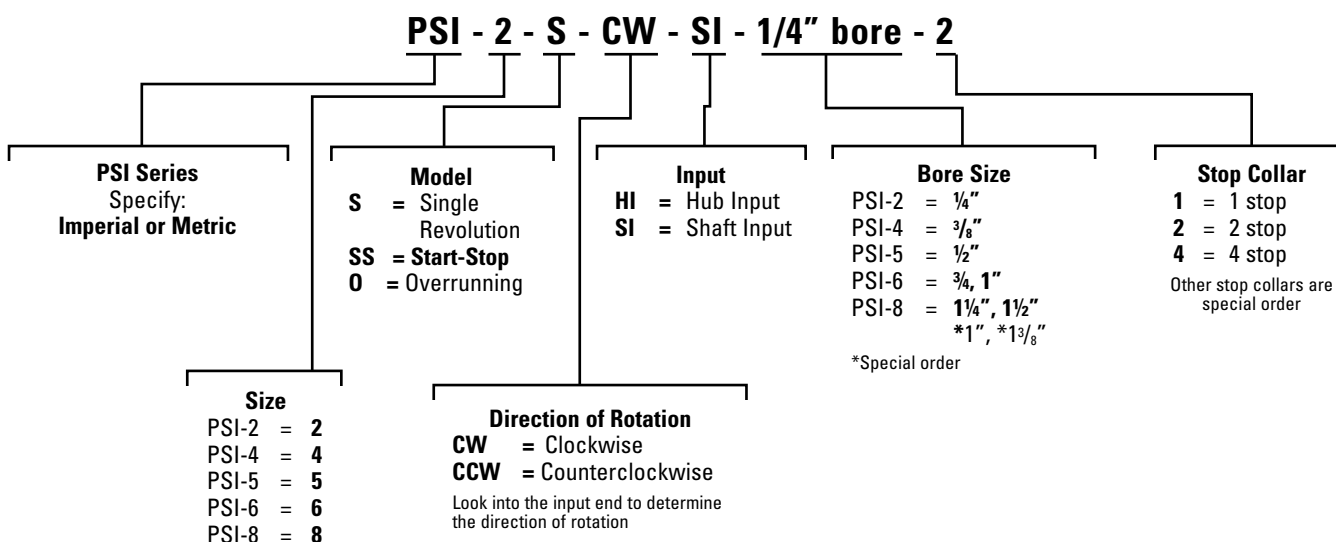 PSI - 2 - S - CW - SI - 1/4” bore - 2
PSI Series
Specify:
Imperial or Metric
Model
S = Single
Revolution
SS = Start-Stop
O = Overrunning
Input
HI = Hub Input
SI = Shaft Input
Bore Size
PSI-2 = ¼”
PSI-4 = ³/₈”
PSI-5 = ½”
PSI-6 = ¾, 1”
PSI-8 = 1¼”, 1½”
*1”, *1³/₈”
*Special order
Stop Collar
1 = 1 stop
2 = 2 stop
4 = 4 stop
Other stop collars are
special order
Size
PSI-2 = 2
PSI-4 = 4
PSI-5 = 5
PSI-6 = 6
PSI-8 = 8
Direction of Rotation
CW = Clockwise
CCW = Counterclockwise
Look into the input end to determine
the direction of rotation